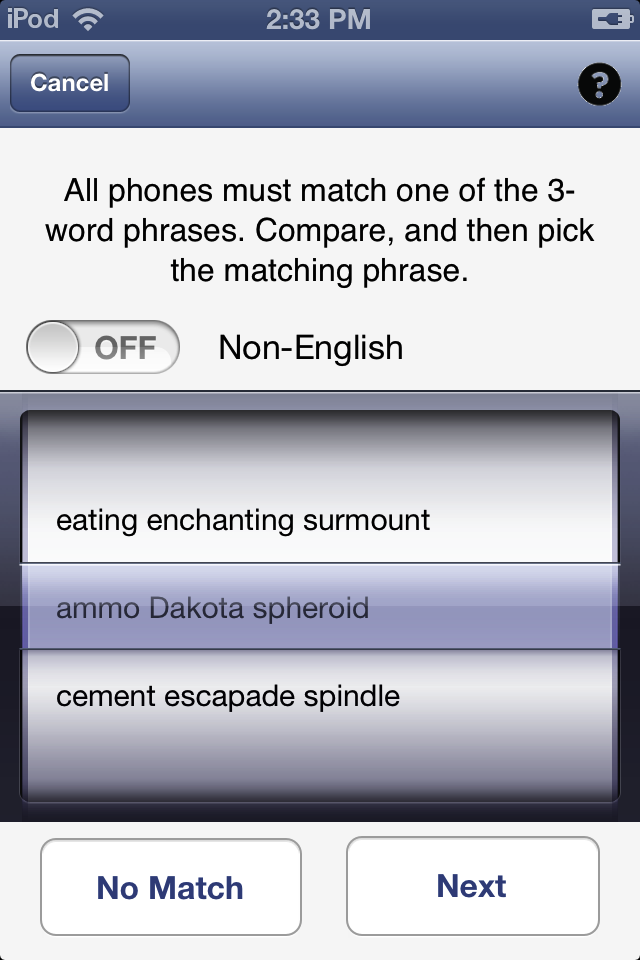 iPod 2:33 PM
Cancel ?
All phones must match one of the 3-
word phrases. Compare, and then pick
the matching phrase.
OFF Non-English
eating enchanting surmount
ammo Dakota spheroid
cement escapade spindle
No Match Next